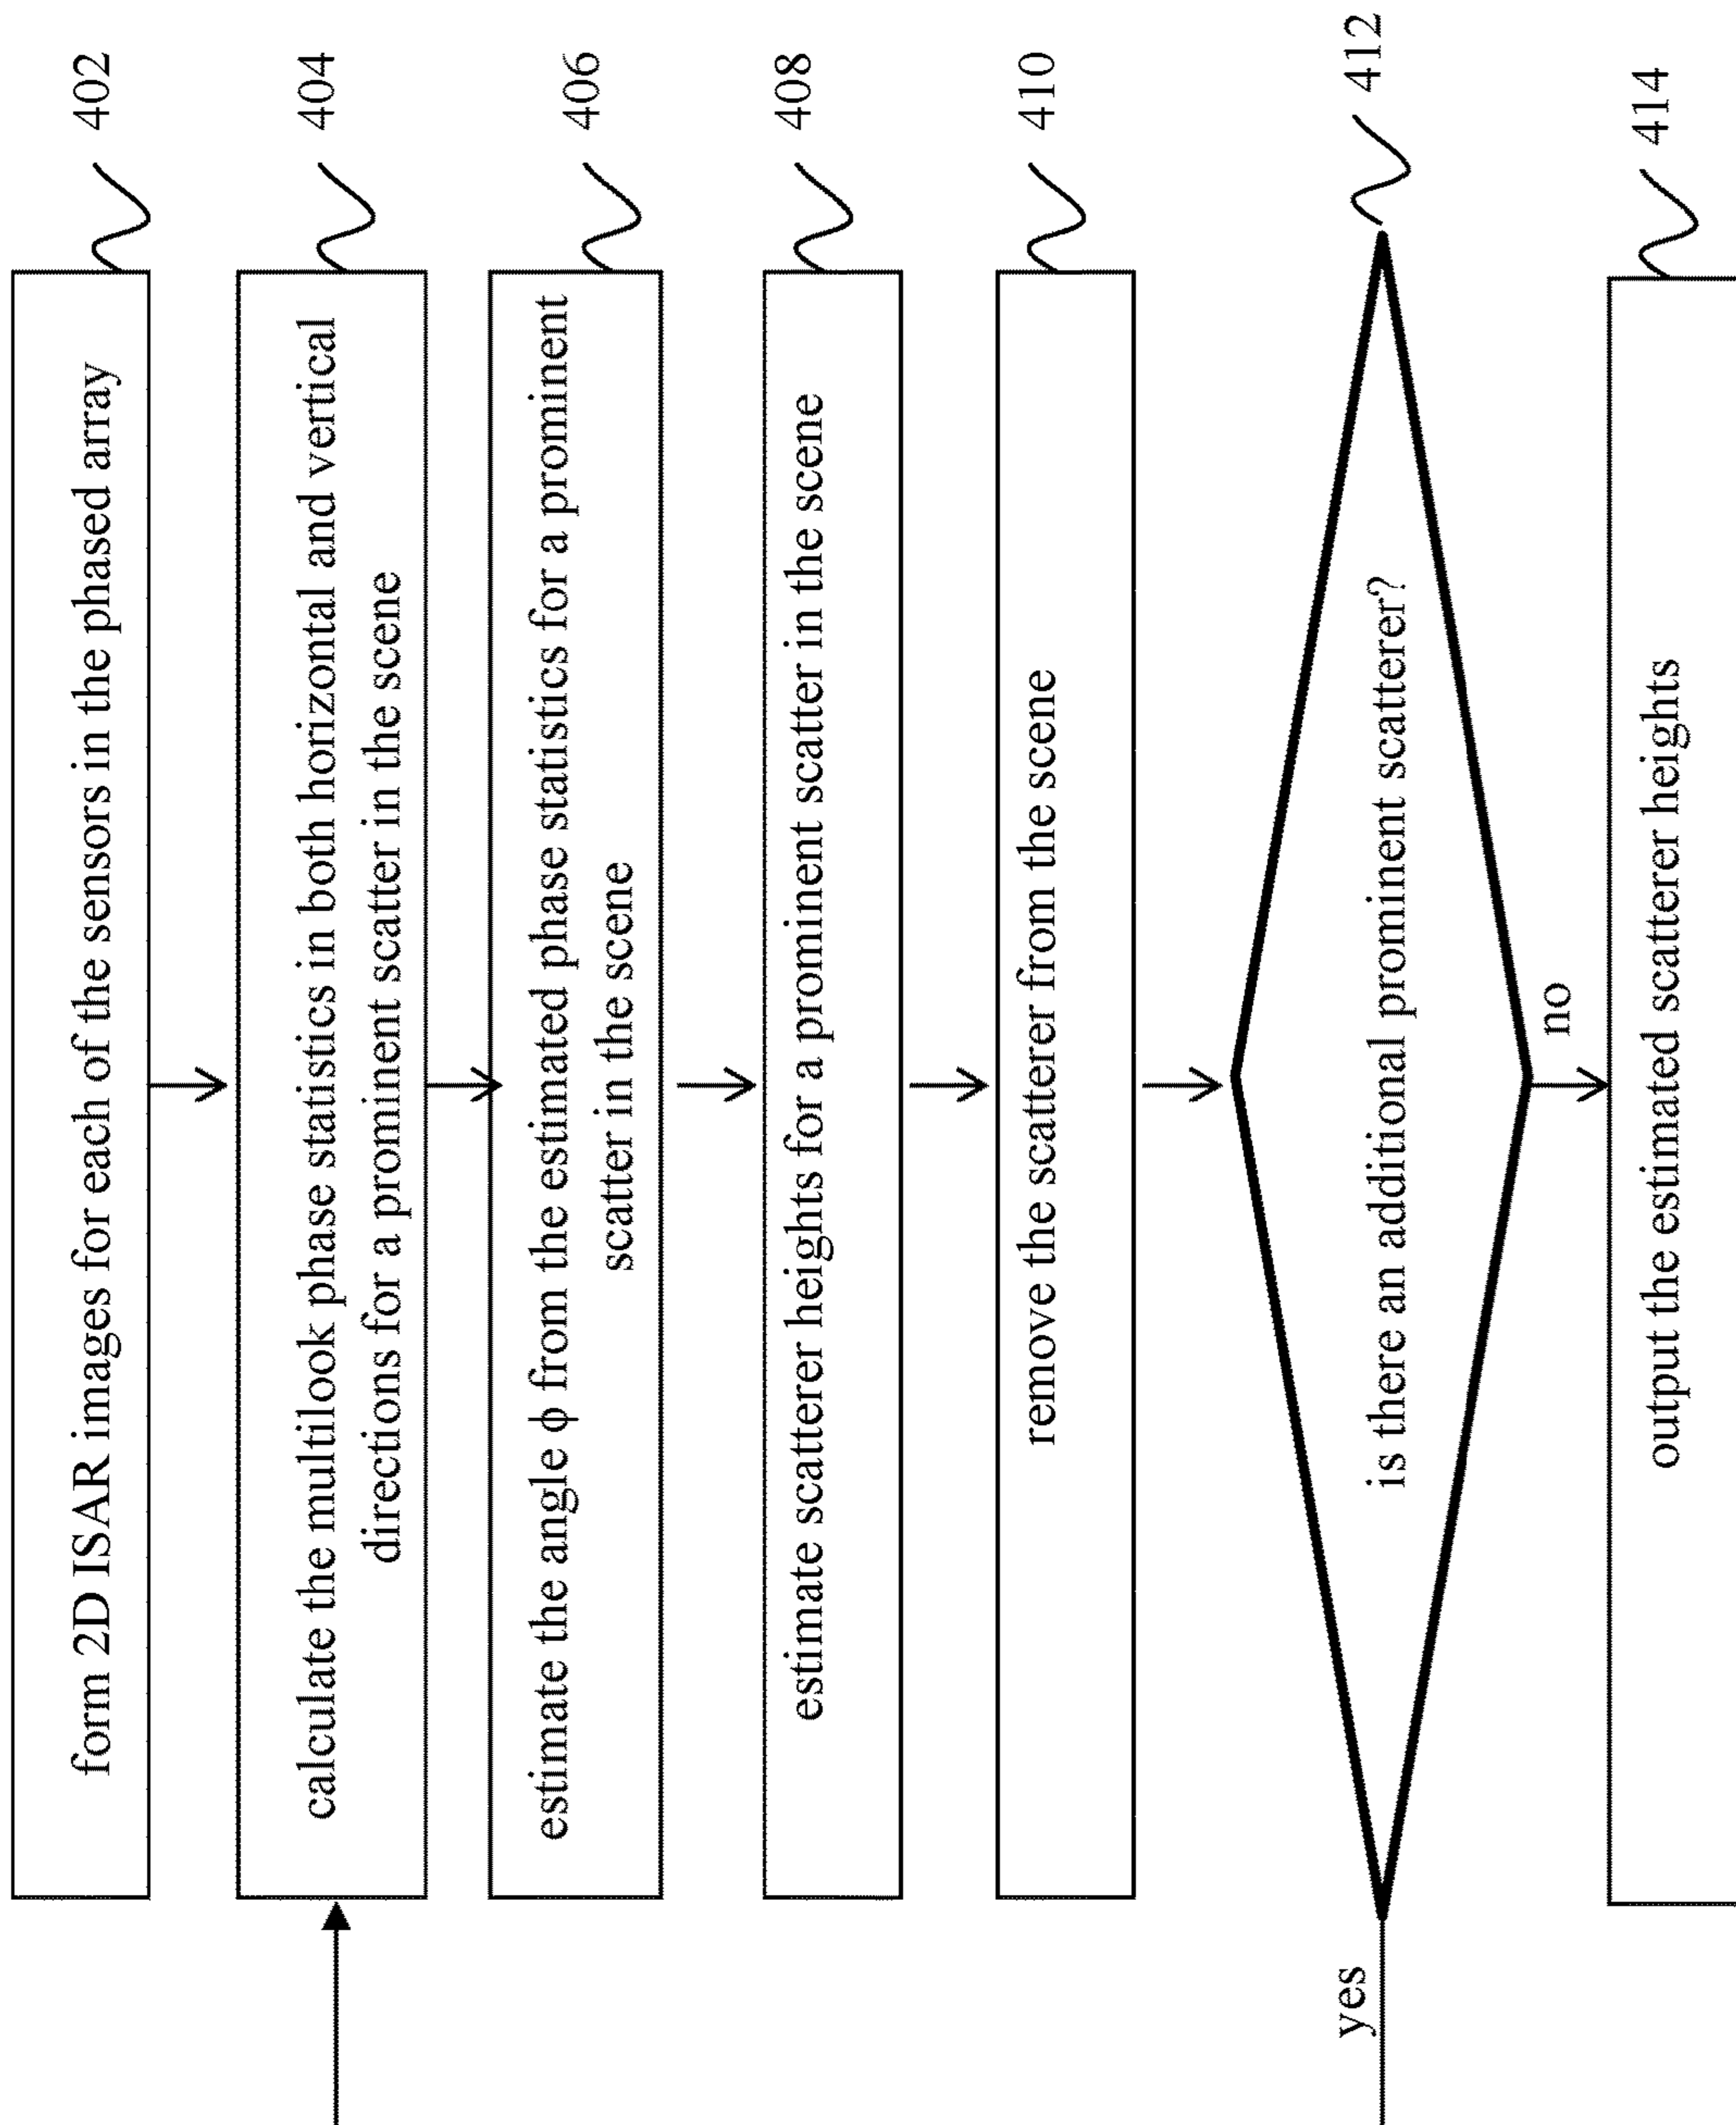 form 2D ISAR images for each of the sensors in the phased array
402
calculate the multilook phase statistics in both horizontal and vertical
directions for a prominent scatter in the scene
404
estimate the angle ϕ from the estimated phase statistics for a prominent
scatter in the scene
406
estimate scatterer heights for a prominent scatter in the scene
408
remove the scatterer from the scene
410
is there an additional prominent scatterer?
412
yes
no
output the estimated scatterer heights
414